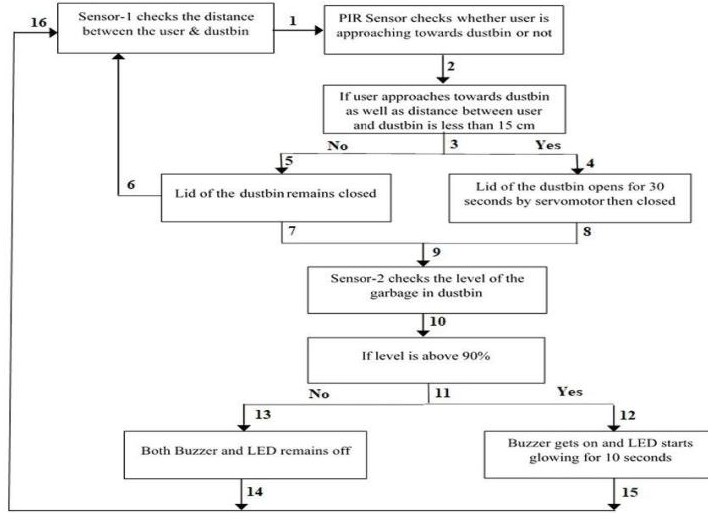 16
Sensor-1 checks the distance
between the user & dustbin
1
PIR Sensor checks whether user is
approaching towards dustbin or not
2
If user approaches towards dustbin
as well as distance between user
and dustbin is less than 15 cm
No
3
Yes
5
4
6
Lid of the dustbin remains closed
Lid of the dustbin opens for 30
seconds by servomotor then closed
7
8
9
Sensor-2 checks the level of the
garbage in dustbin
10
If level is above 90%
No
11
Yes
13
12
Both Buzzer and LED remains off
Buzzer gets on and LED starts
glowing for 10 seconds
14
15